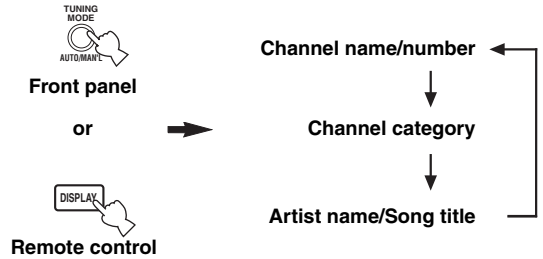 TUNING
MODE
AUTO/MAN'L
Front panel
or
DISPLAY
Remote control
Channel name/number
Channel category
Artist name/Song title